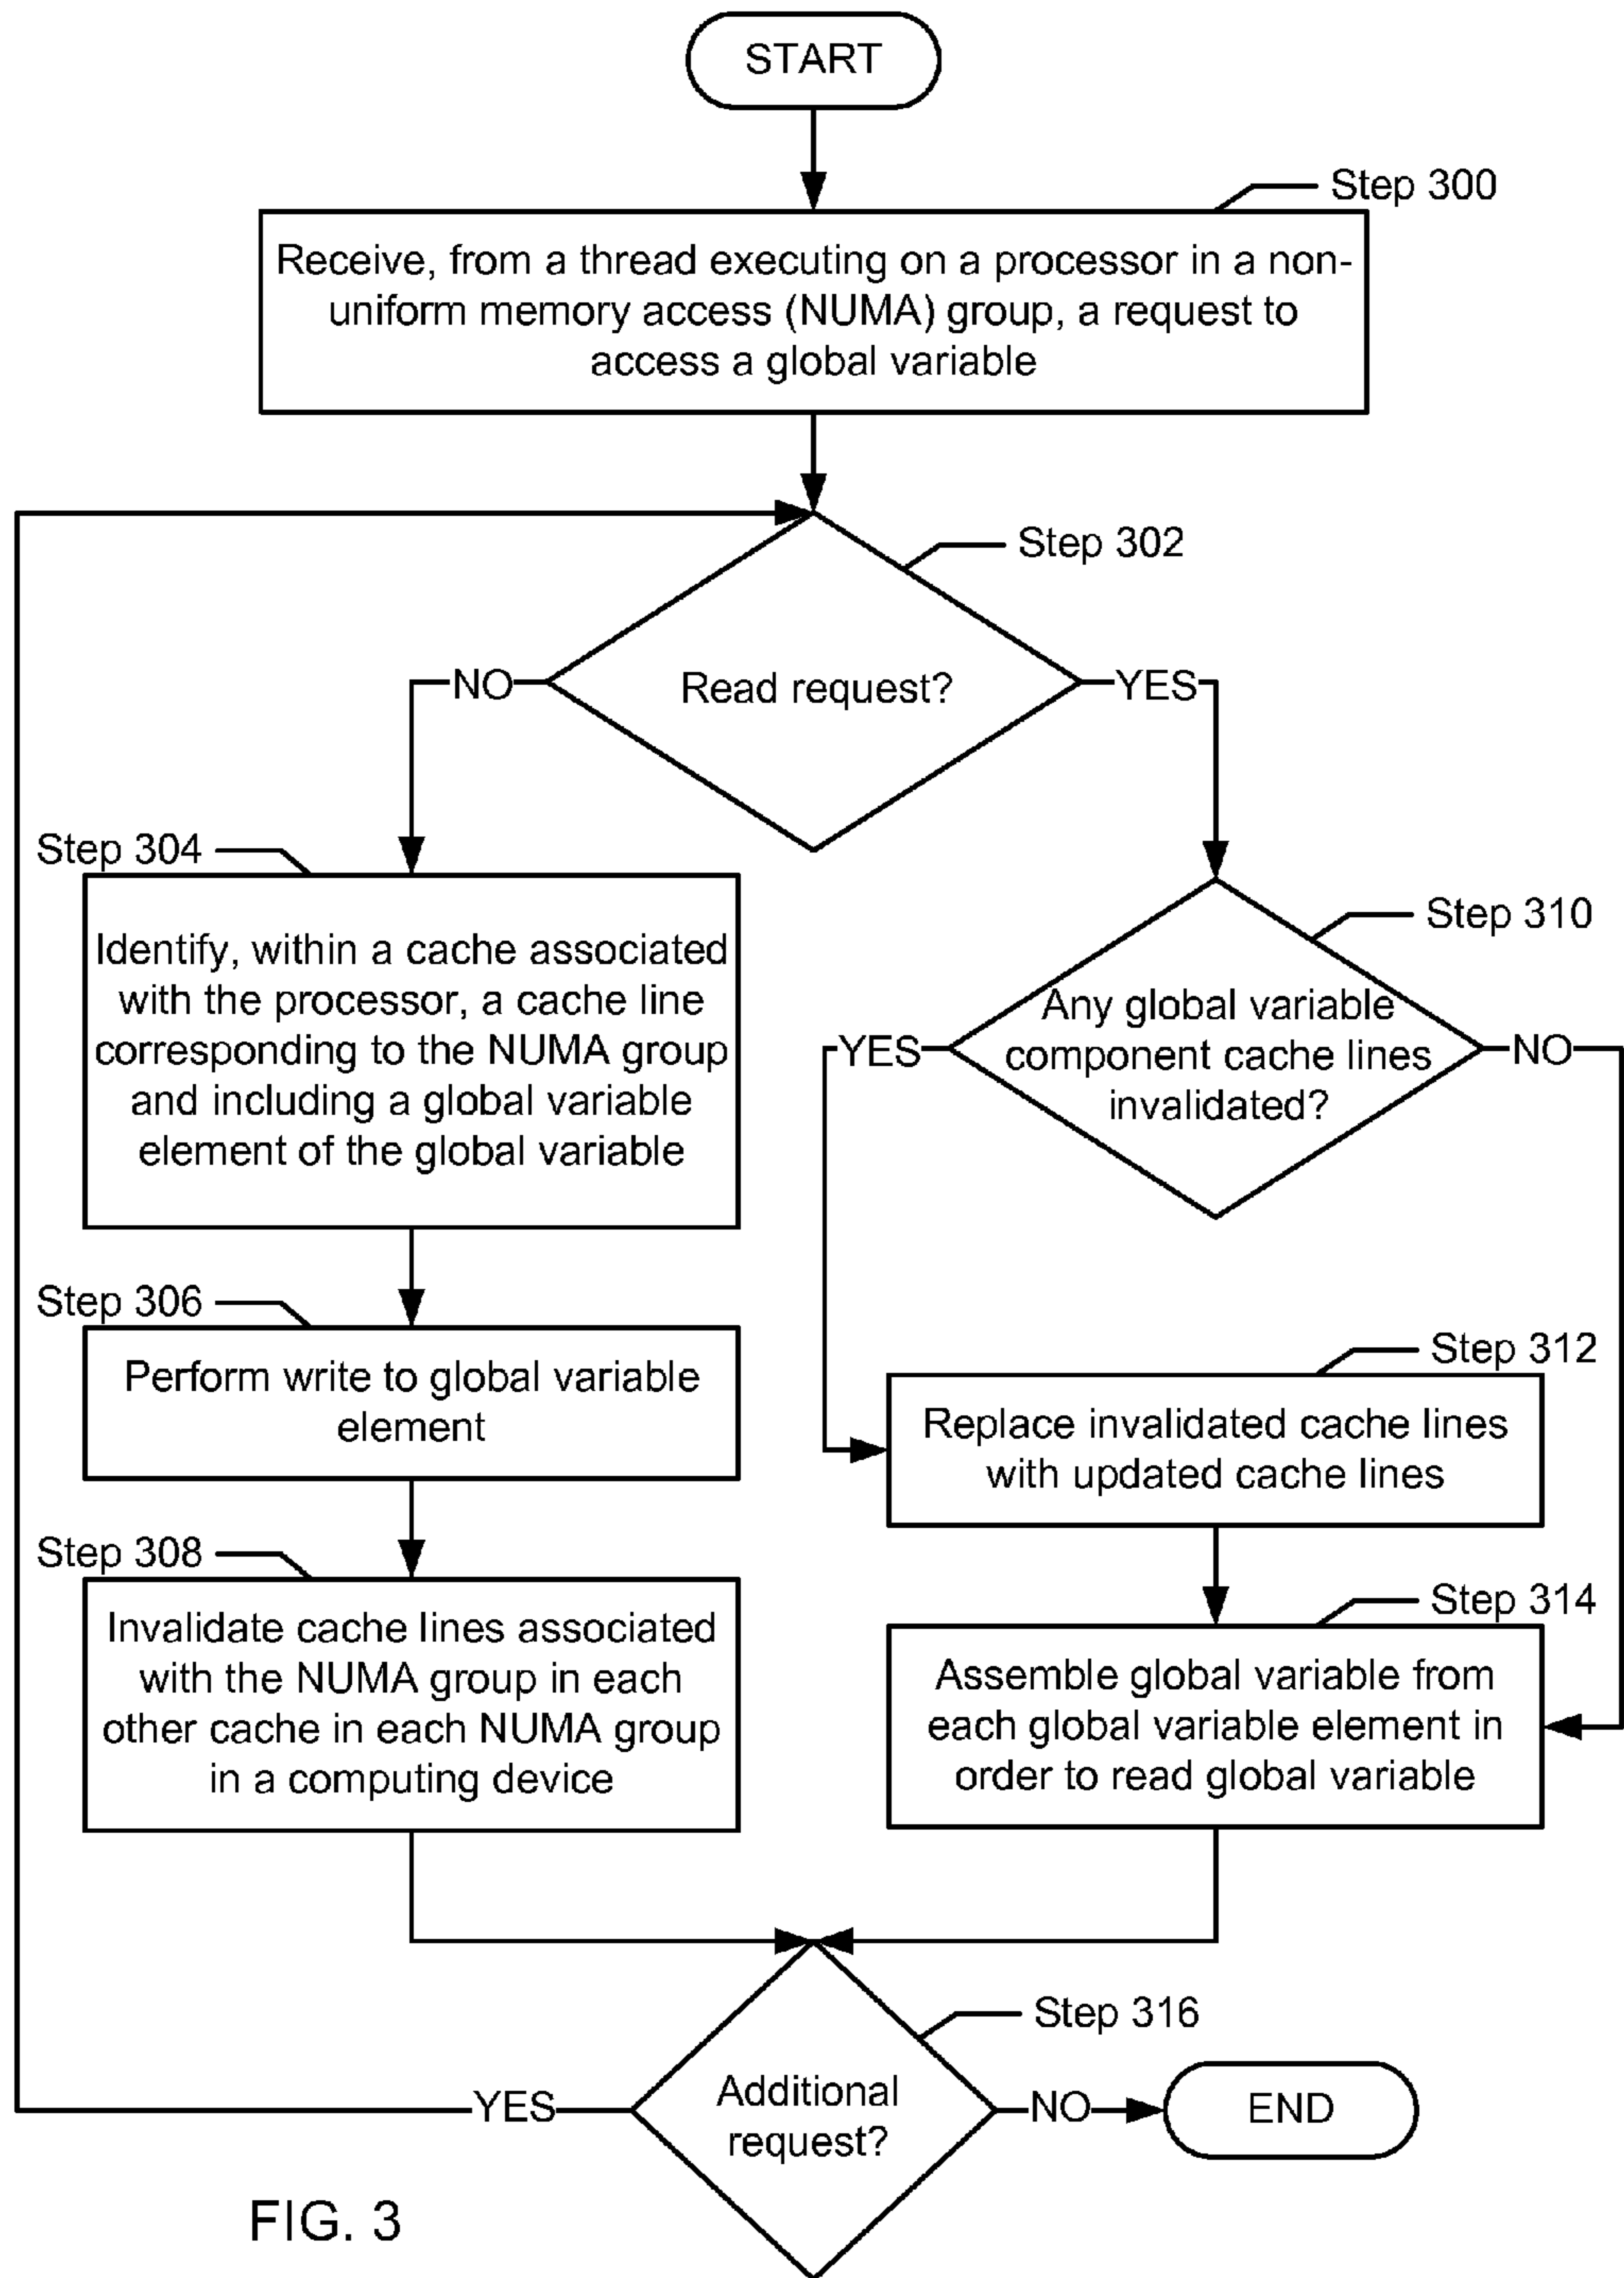 START
Step 300
Receive, from a thread executing on a processor in a non-
uniform memory access (NUMA) group, a request to
access a global variable
Step 302
Read request?
NO
YES
Step 304
Identify, within a cache associated
with the processor, a cache line
corresponding to the NUMA group
and including a global variable
element of the global variable
Step 306
Perform write to global variable
element
Step 308
Invalidate cache lines associated
with the NUMA group in each
other cache in each NUMA group
in a computing device
Step 310
Any global variable
component cache lines
invalidated?
YES
NO
Step 312
Replace invalidated cache lines
with updated cache lines
Step 314
Assemble global variable from
each global variable element in
order to read global variable
Step 316
Additional
request?
YES
NO
END
FIG. 3